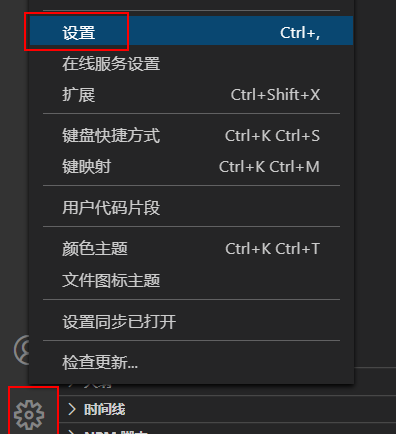 设置 Ctrl+,
在线服务设置
扩展 Ctrl+Shift+X
键盘快捷方式 Ctrl+K Ctrl+S
键映射 Ctrl+K Ctrl+M
用户代码片段
颜色主题 Ctrl+K Ctrl+T
文件图标主题
设置同步已打开
检查更新...
时间线